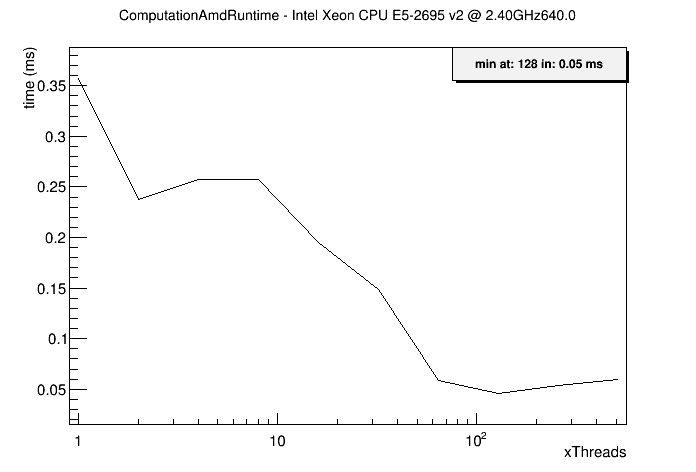 ComputationAmdRuntime - Intel Xeon CPU E5-2695 v2 @ 2.40GHz640.0
time (ms)
min at: 128 in: 0.05 ms
0.35
0.3
0.25
0.2
0.15
0.1
0.05
1 10 10²
xThreads